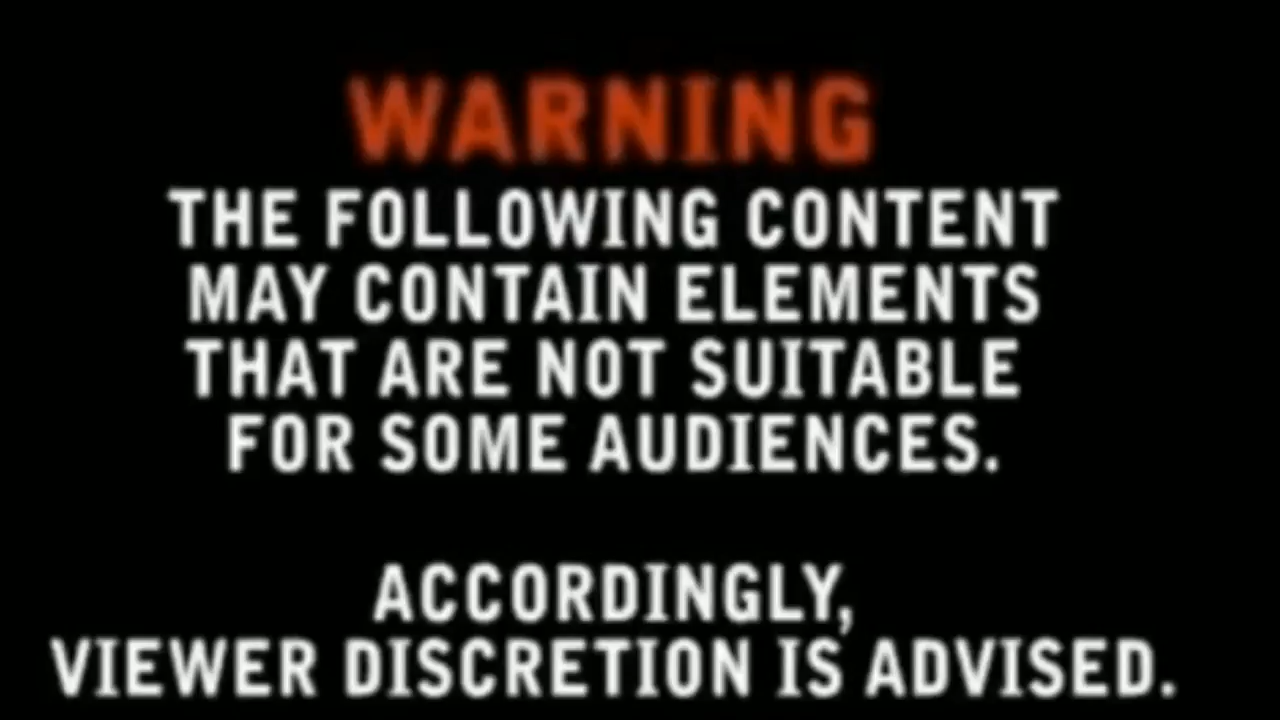 WARNING
THE FOLLOWING CONTENT
MAY CONTAIN ELEMENTS
THAT ARE NOT SUITABLE
FOR SOME AUDIENCES.
ACCORDINGLY,
VIEWER DISCRETION IS ADVISED.